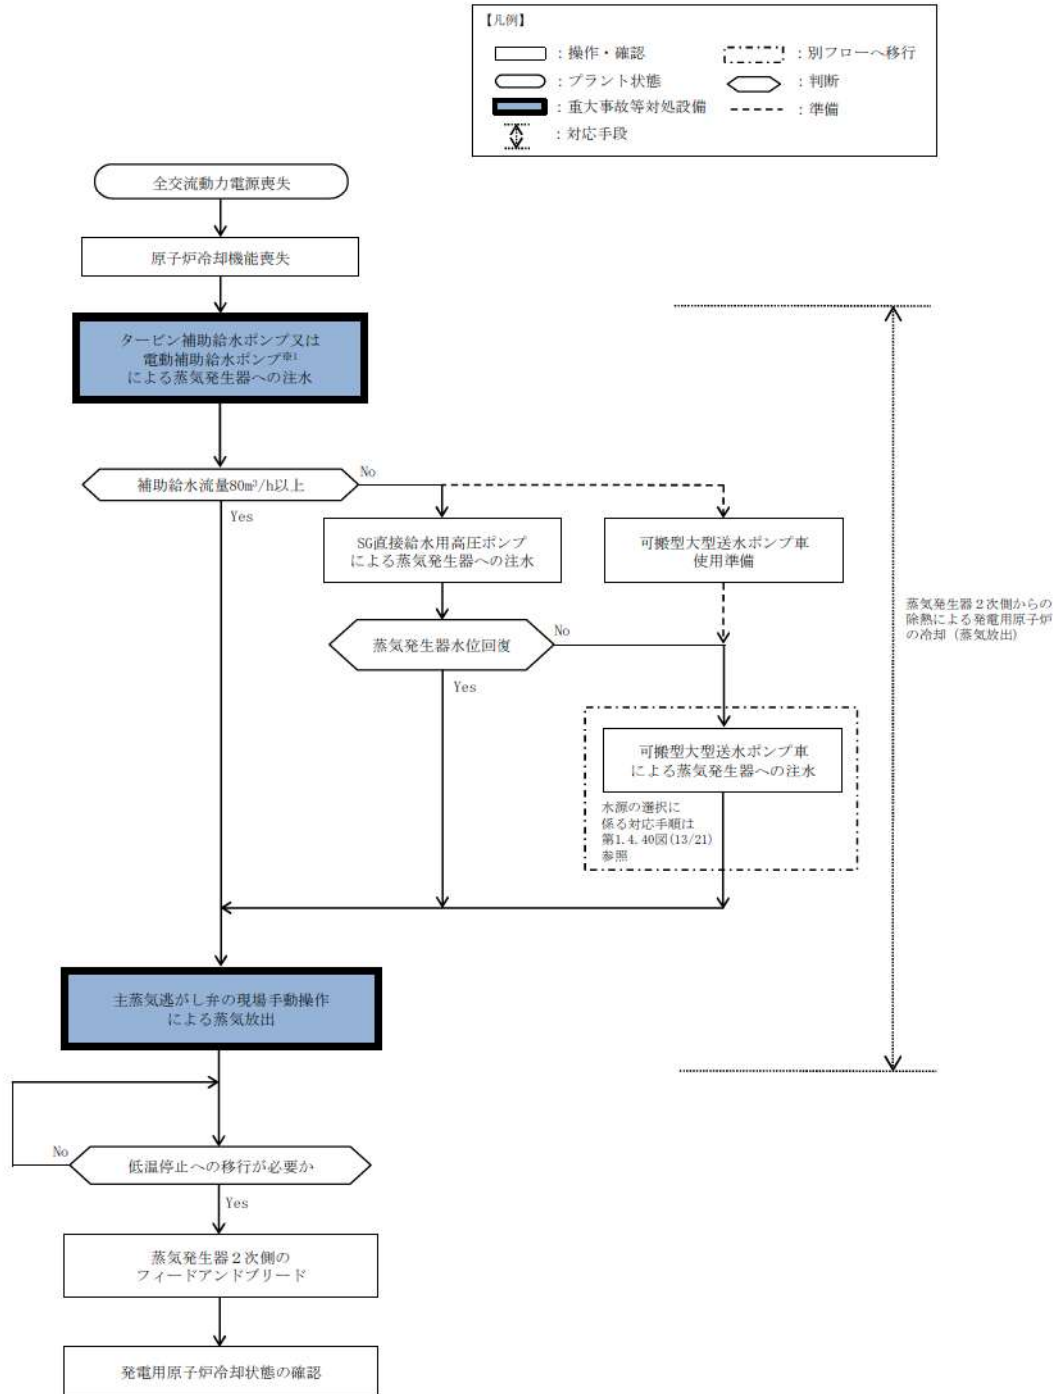 【凡例】
：操作・確認
：別フローへ移行
：プラント状態
：判断
：重大事故等対処設備
：準備
：対応手段
全交流動力電源喪失
原子炉冷却機能喪失
タービン補助給水ポンプ又は
電動補助給水ポンプ※1
による蒸気発生器への注水
補助給水流量80m³/h以上
No
Yes
SG直接給水用高圧ポンプ
による蒸気発生器への注水
可搬型大型送水ポンプ車
使用準備
蒸気発生器２次側からの
除熱による発電用原子炉
の冷却（蒸気放出）
蒸気発生器水位回復
No
Yes
可搬型大型送水ポンプ車
による蒸気発生器への注水
水源の選択に
係る対応手順は
第1.4.40図(13/21)
参照
主蒸気逃がし弁の現場手動操作
による蒸気放出
低温停止への移行が必要か
No
Yes
蒸気発生器２次側の
フィードアンドブリード
発電用原子炉冷却状態の確認